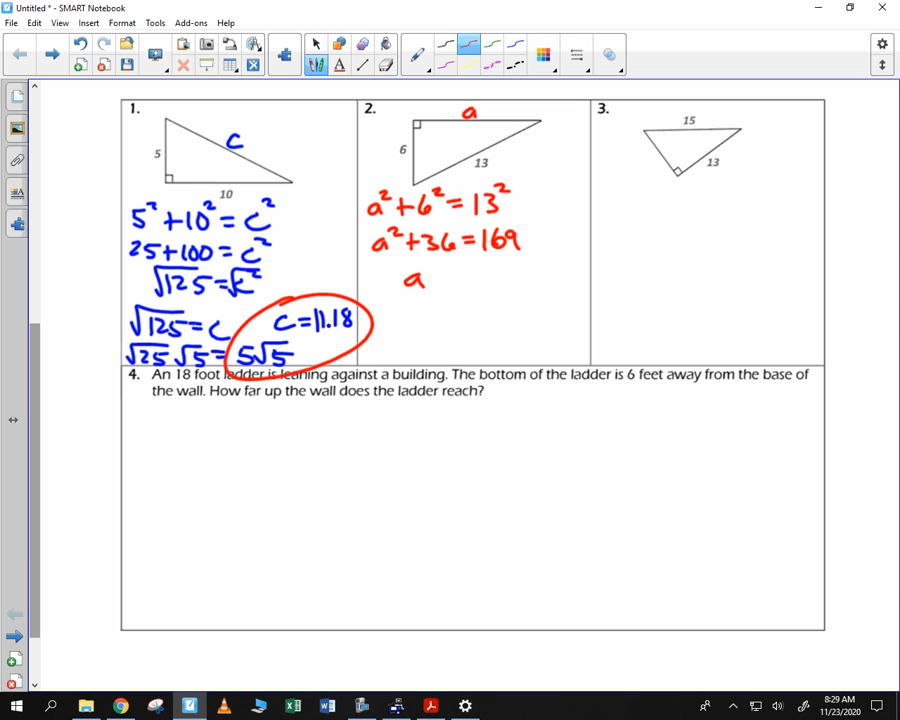 Untitled * - SMART Notebook
File Edit View Insert Format Tools Add-ons Help
1.
5
c
10
5² + 10² = c²
25 + 100 = c²
√125 = √c²
√125 = c
c = 11.18
√25 √5 = 5√5
2.
a
6
13
a² + 6² = 13²
a² + 36 = 169
a
3.
15
13
4. An 18 foot ladder is leaning against a building. The bottom of the ladder is 6 feet away from the base of
the wall. How far up the wall does the ladder reach?
8:29 AM
11/23/2020